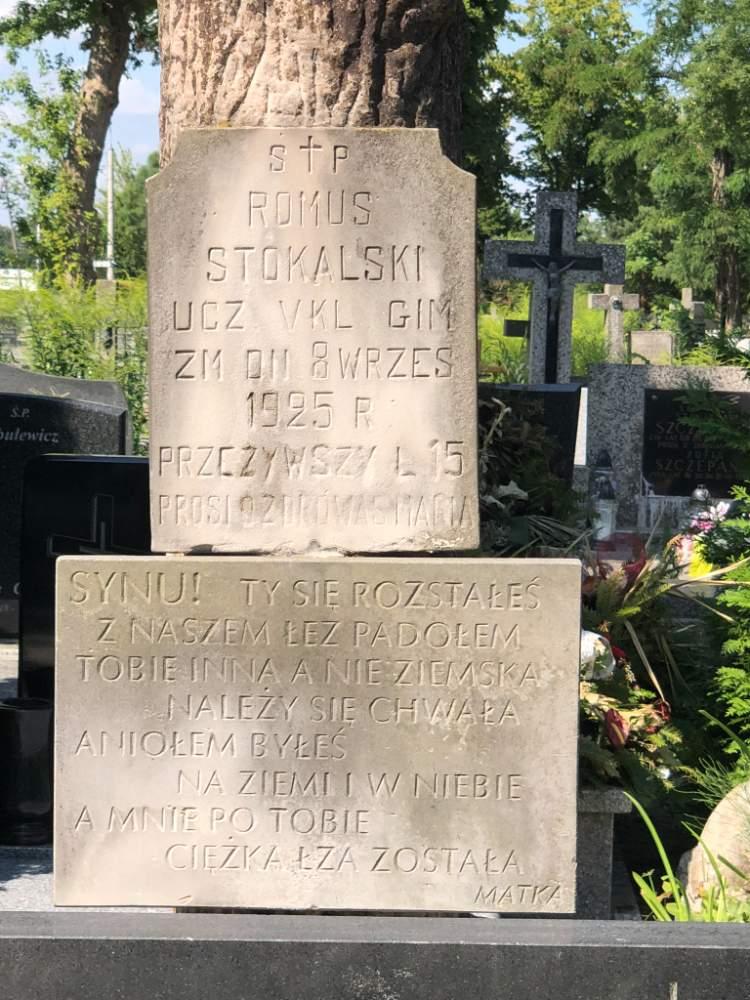 S † P
ROMUS
STOKALSKI
UCZ VKL GIM
ZM DN 8 WRZES
1925 R
PRZEŻYWSZY L 15
PROSI O ZDROWAŚ MARIA
SYNU! TY SIĘ ROZSTAŁEŚ
Z NASZEM ŁEZ PADOŁEM
TOBIE INNA A NIE ZIEMSKA
NALEŻY SIĘ CHWAŁA
ANIOŁEM BYŁEŚ
NA ZIEMI I W NIEBIE
A MNIE PO TOBIE
CIĘŻKA ŁZA ZOSTAŁA
MATKA
Ś.P.
bulewicz